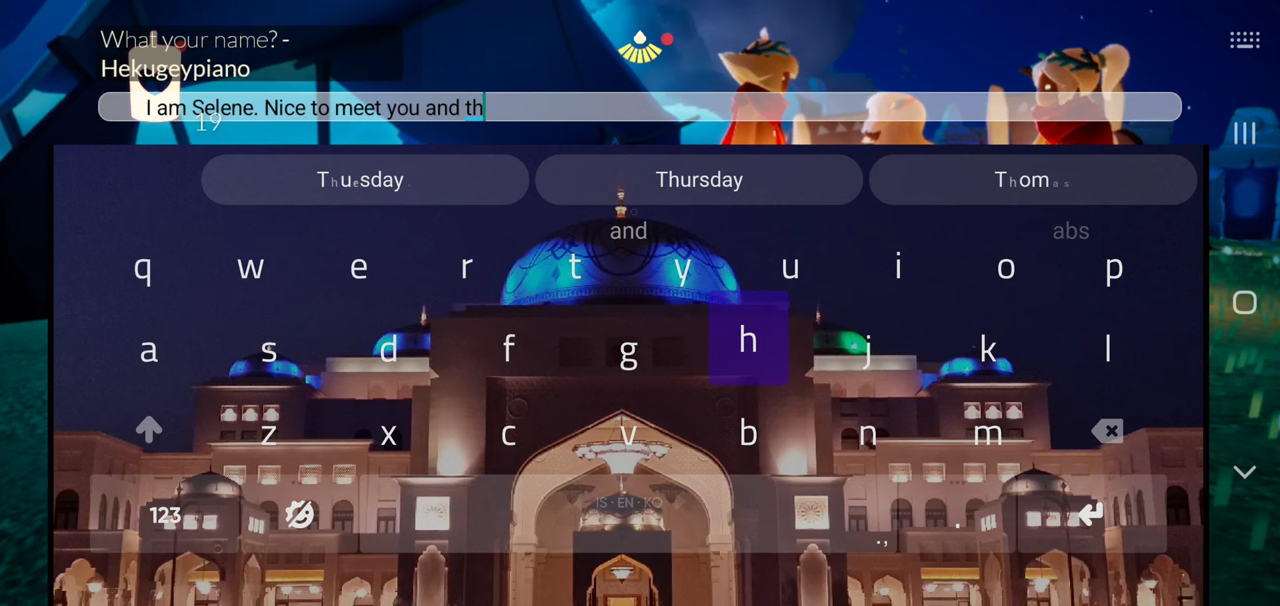 What your name? -
Hekugeypiano
I am Selene. Nice to meet you and th
19
Tuesday Thursday Thomas
and abs
q w e r t y u i o p
a s d f g h j k l
z x c v b n m
123 IS · EN · KO .
.,